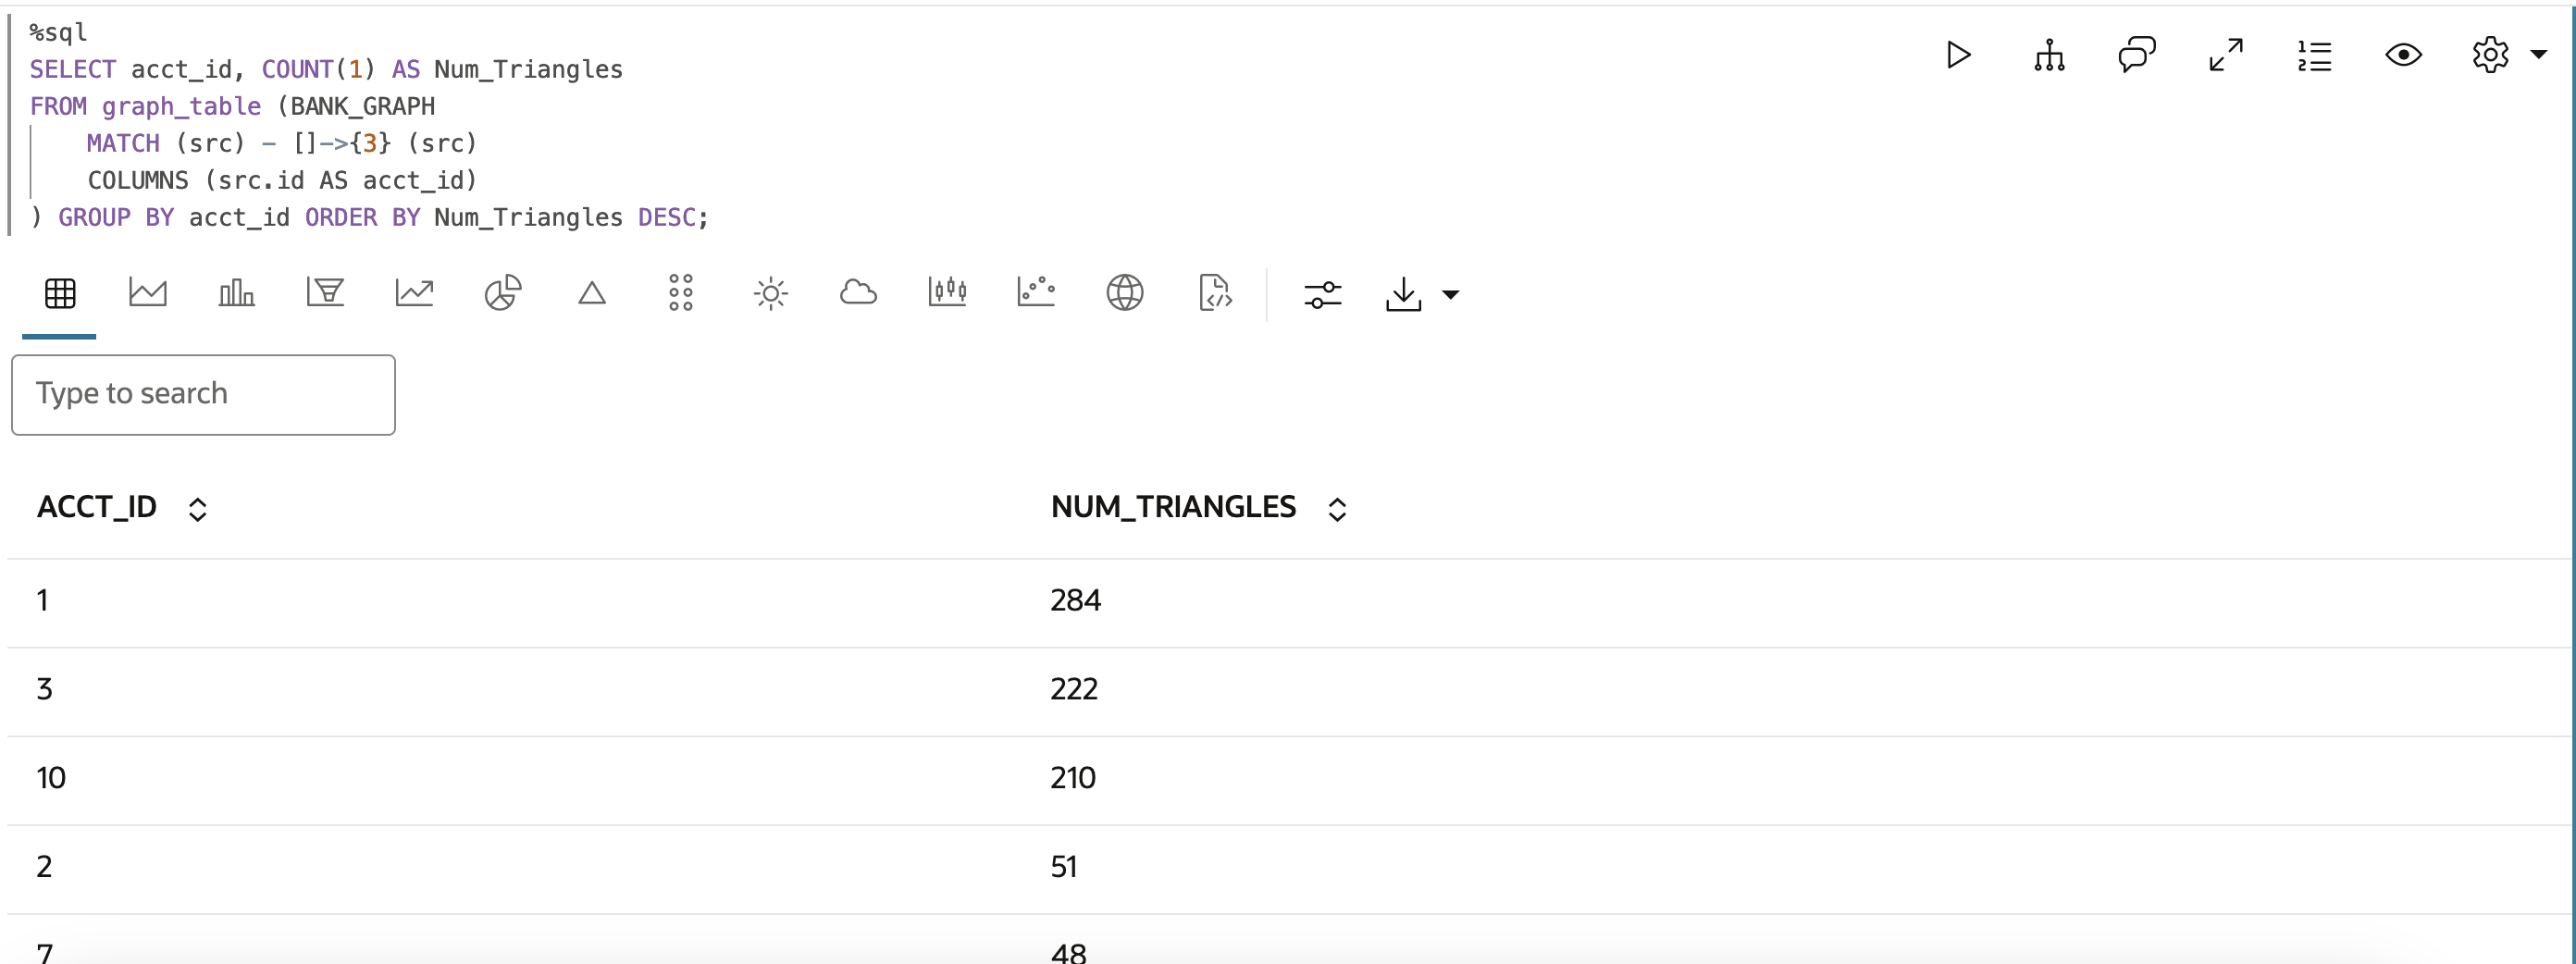 %sql
SELECT acct_id, COUNT(1) AS Num_Triangles
FROM graph_table (BANK_GRAPH
MATCH (src) - []->{3} (src)
COLUMNS (src.id AS acct_id)
) GROUP BY acct_id ORDER BY Num_Triangles DESC;
Type to search
ACCT_ID NUM_TRIANGLES
1 284
3 222
10 210
2 51
7 48